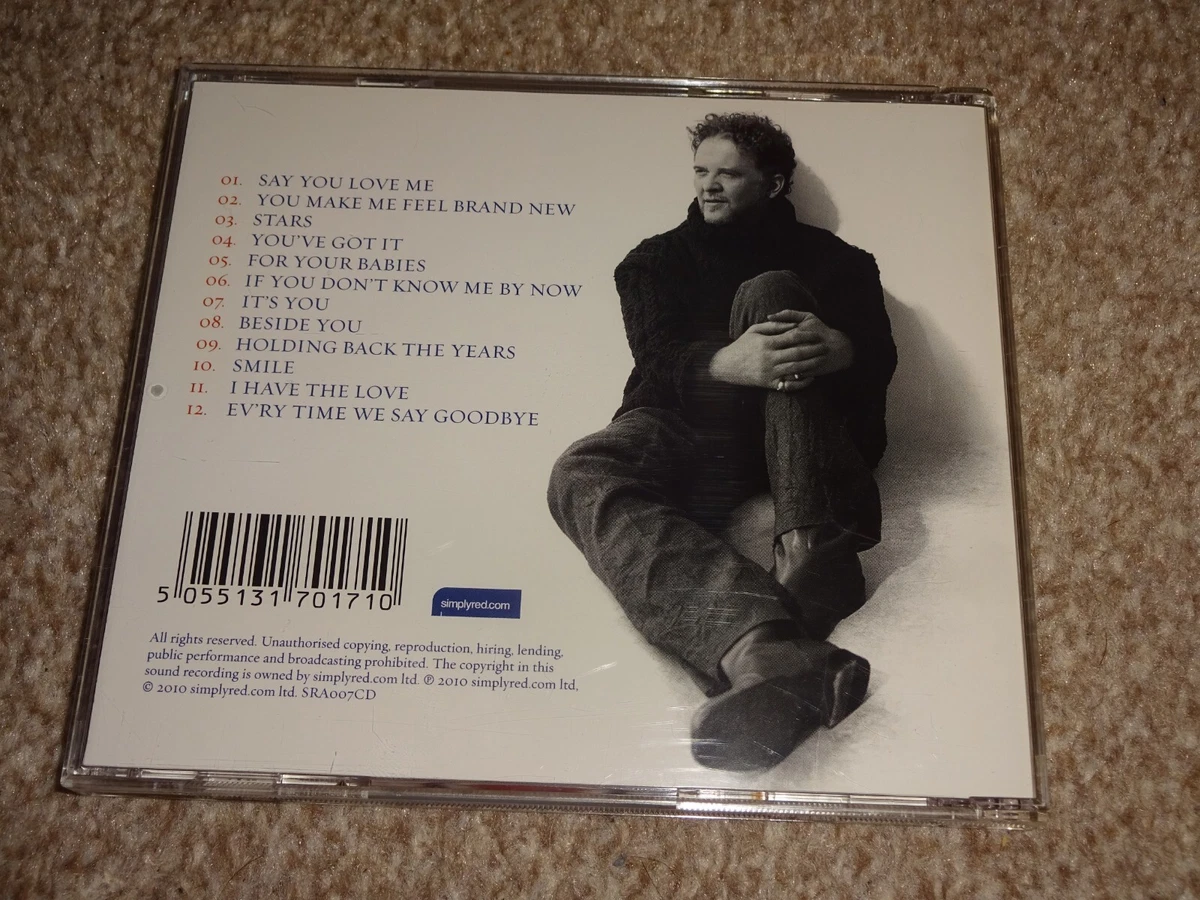 01. SAY YOU LOVE ME
02. YOU MAKE ME FEEL BRAND NEW
03. STARS
04. YOU'VE GOT IT
05. FOR YOUR BABIES
06. IF YOU DON'T KNOW ME BY NOW
07. IT'S YOU
08. BESIDE YOU
09. HOLDING BACK THE YEARS
10. SMILE
11. I HAVE THE LOVE
12. EV'RY TIME WE SAY GOODBYE
5 055131 701710
simplyred.com
All rights reserved. Unauthorised copying, reproduction, hiring, lending,
public performance and broadcasting prohibited. The copyright in this
sound recording is owned by simplyred.com ltd. ℗ 2010 simplyred.com ltd,
© 2010 simplyred.com ltd. SRA007CD